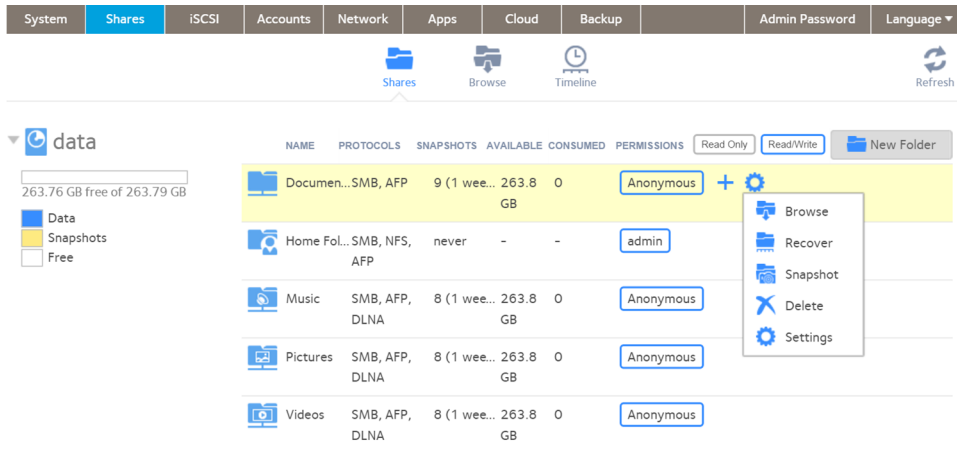 System Shares iSCSI Accounts Network Apps Cloud Backup Admin Password Language
Shares Browse Timeline Refresh
data
NAME PROTOCOLS SNAPSHOTS AVAILABLE CONSUMED PERMISSIONS Read Only Read/Write New Folder
263.76 GB free of 263.79 GB
Data
Snapshots
Free
Documen... SMB, AFP 9 (1 wee... 263.8 0 Anonymous
GB
Browse
Recover
Snapshot
Delete
Settings
Home Fol... SMB, NFS, never - - admin
AFP
Music SMB, AFP, 8 (1 wee... 263.8 0 Anonymous
DLNA GB
Pictures SMB, AFP, 8 (1 wee... 263.8 0 Anonymous
DLNA GB
Videos SMB, AFP, 8 (1 wee... 263.8 0 Anonymous
DLNA GB